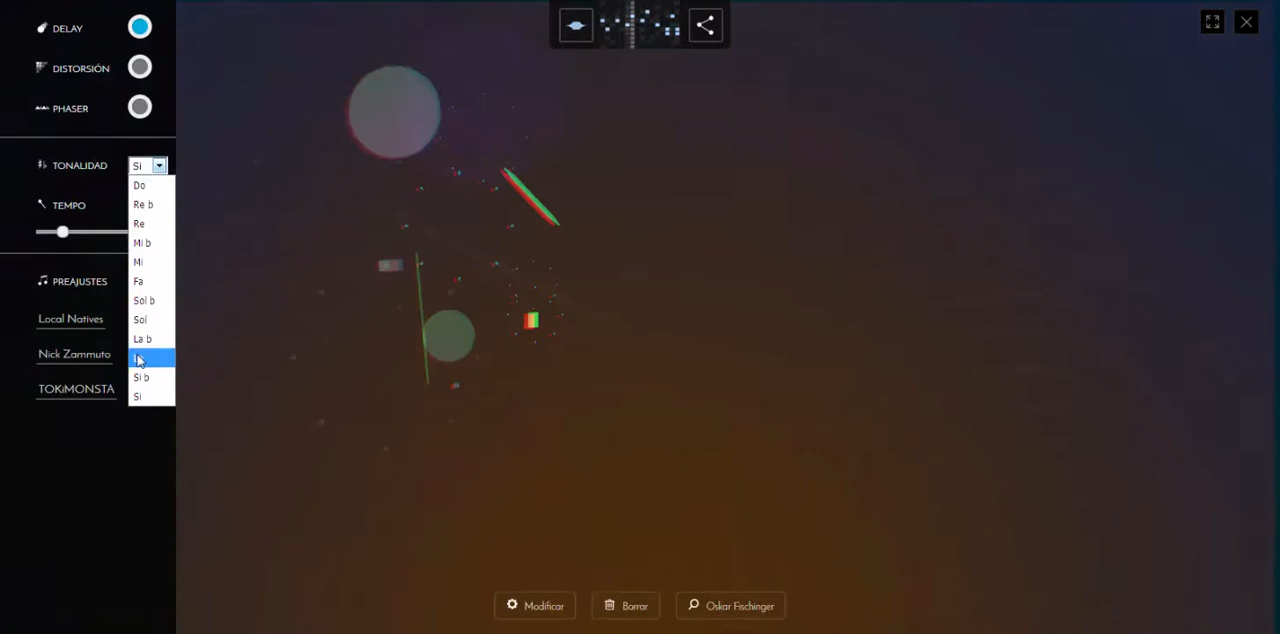 DELAY
DISTORSIÓN
PHASER
TONALIDAD Si
Do
Re b
Re
Mi b
Mi
Fa
Sol b
Sol
La b
Si b
Si
TEMPO
PREAJUSTES
Local Natives
Nick Zammuto
TOKiMONSTA
Modificar
Borrar
Oskar Fischinger